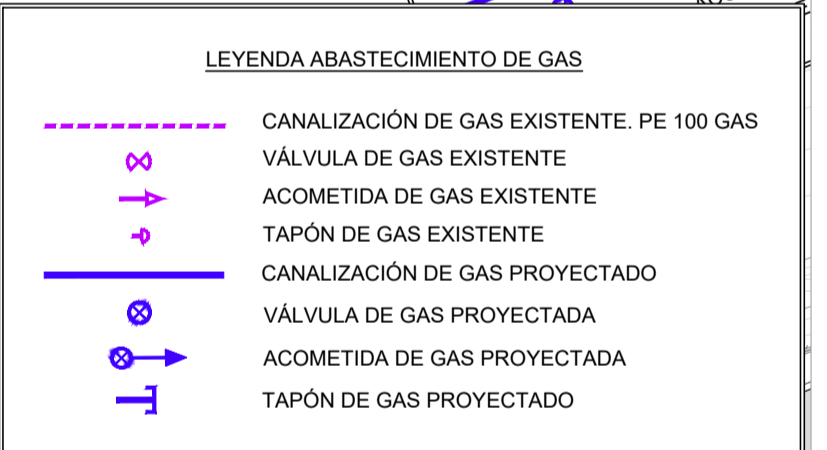 LEYENDA ABASTECIMIENTO DE GAS
CANALIZACIÓN DE GAS EXISTENTE. PE 100 GAS
VÁLVULA DE GAS EXISTENTE
ACOMETIDA DE GAS EXISTENTE
TAPÓN DE GAS EXISTENTE
CANALIZACIÓN DE GAS PROYECTADO
VÁLVULA DE GAS PROYECTADA
ACOMETIDA DE GAS PROYECTADA
TAPÓN DE GAS PROYECTADO